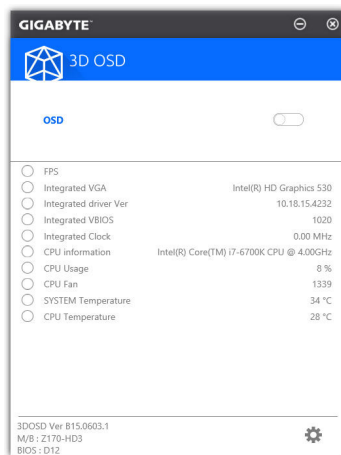 GIGABYTE™
3D OSD
OSD
FPS
Integrated VGA Intel(R) HD Graphics 530
Integrated driver Ver 10.18.15.4232
Integrated VBIOS 1020
Integrated Clock 0.00 MHz
CPU information Intel(R) Core(TM) i7-6700K CPU @ 4.00GHz
CPU Usage 8 %
CPU Fan 1339
SYSTEM Temperature 34 °C
CPU Temperature 28 °C
3DOSD Ver B15.0603.1
M/B : Z170-HD3
BIOS : D12